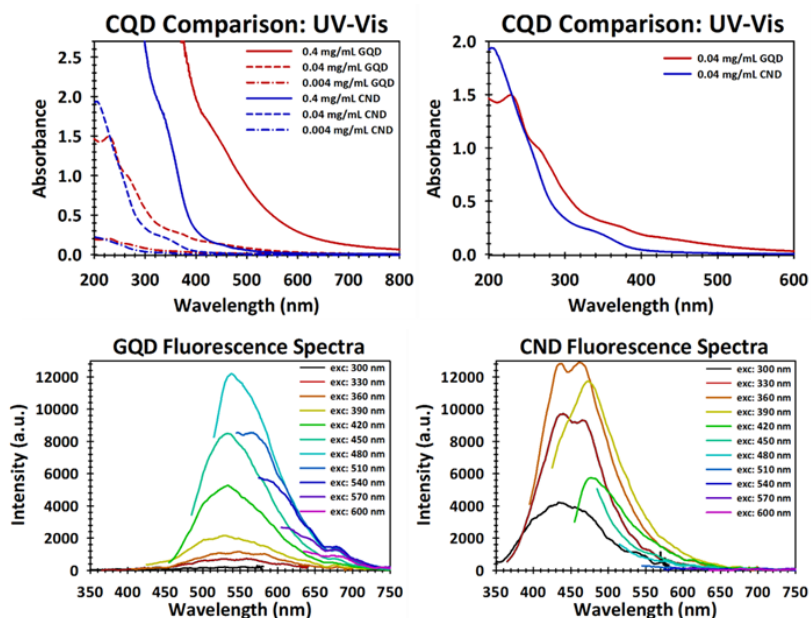 CQD Comparison: UV-Vis
2.5
2.0
1.5
1.0
0.5
0.0
Absorbance
0.4 mg/mL GQD
0.04 mg/mL GQD
0.004 mg/mL GQD
0.4 mg/mL CND
0.04 mg/mL CND
0.004 mg/mL CND
200 300 400 500 600 700 800
Wavelength (nm)
CQD Comparison: UV-Vis
2.0
1.5
1.0
0.5
0.0
Absorbance
0.04 mg/mL GQD
0.04 mg/mL CND
200 300 400 500 600
Wavelength (nm)
GQD Fluorescence Spectra
12000
10000
8000
6000
4000
2000
0
Intensity (a.u.)
exc: 300 nm
exc: 330 nm
exc: 360 nm
exc: 390 nm
exc: 420 nm
exc: 450 nm
exc: 480 nm
exc: 510 nm
exc: 540 nm
exc: 570 nm
exc: 600 nm
350 400 450 500 550 600 650 700 750
Wavelength (nm)
CND Fluorescence Spectra
12000
10000
8000
6000
4000
2000
0
Intensity (a.u.)
exc: 300 nm
exc: 330 nm
exc: 360 nm
exc: 390 nm
exc: 420 nm
exc: 450 nm
exc: 480 nm
exc: 510 nm
exc: 540 nm
exc: 570 nm
exc: 600 nm
350 400 450 500 550 600 650 700 750
Wavelength (nm)